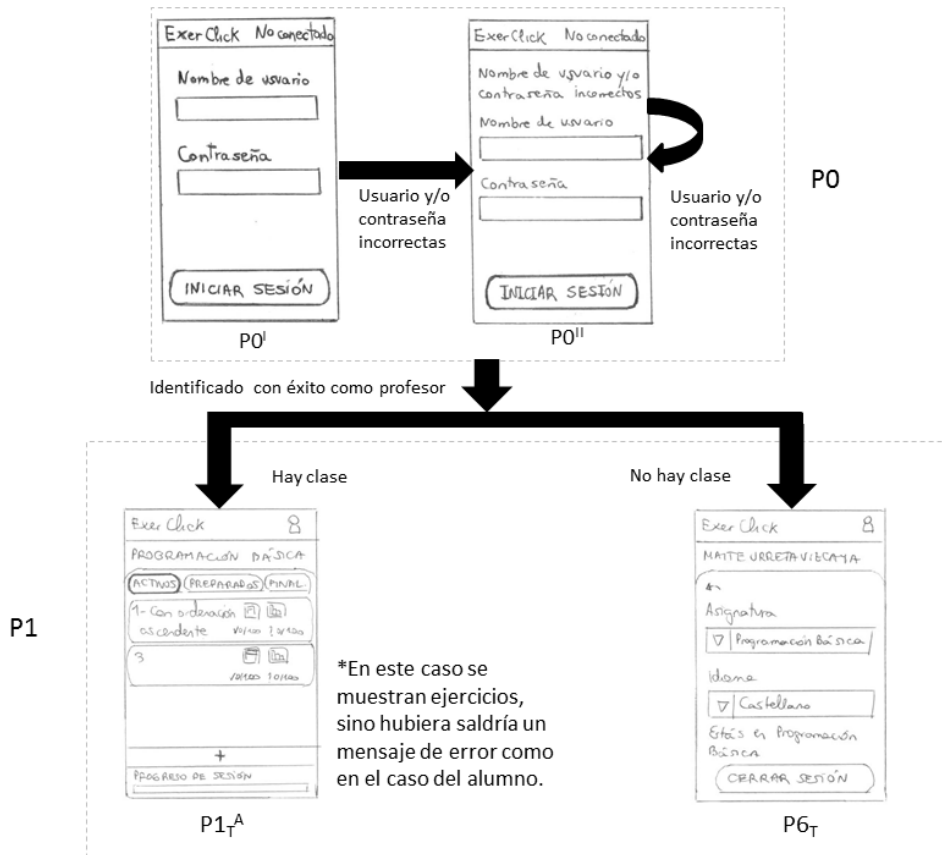 ExerClick No conectado
Nombre de usuario
Contraseña
INICIAR SESIÓN
P0ᴵ
Usuario y/o
contraseña
incorrectas
ExerClick No conectado
Nombre de usuario y/o
contraseña incorrectos
Nombre de usuario
Contraseña
INICIAR SESIÓN
P0ᴵᴵ
Usuario y/o
contraseña
incorrectas
P0
Identificado con éxito como profesor
Hay clase
No hay clase
P1
Exer Click
PROGRAMACIÓN BÁSICA
ACTIVOS PREPARADOS FINAL.
1- Con ordenación
ascendente
3
+
PROGRESO DE SESIÓN
P1ₜᴬ
*En este caso se
muestran ejercicios,
sino hubiera saldría un
mensaje de error como
en el caso del alumno.
Exer Click
MAITE URRETAVIZCAYA
Asignatura
Programación Básica
Idioma
Castellano
Estás en Programación
Básica
CERRAR SESIÓN
P6ₜ